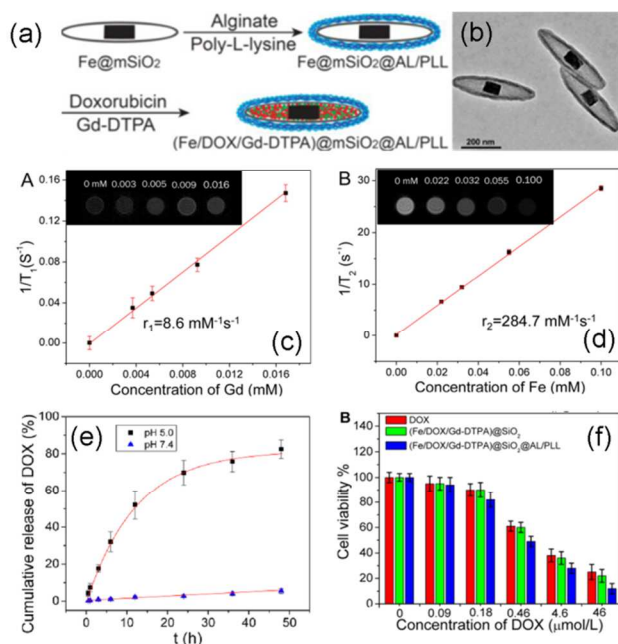 (a)
Alginate
Poly-L-lysine
Fe@mSiO₂
Fe@mSiO₂@AL/PLL
Doxorubicin
Gd-DTPA
(Fe/DOX/Gd-DTPA)@mSiO₂@AL/PLL
(b)
200 nm
A
0 mM 0.003 0.005 0.009 0.016
0.16
0.12
0.08
0.04
0.00
1/T₁(S⁻¹)
r₁=8.6 mM⁻¹s⁻¹
(c)
0.000 0.004 0.008 0.012 0.016
Concentration of Gd (mM)
B
0 mM 0.022 0.032 0.055 0.100
30
20
10
0
1/T₂(S⁻¹)
r₂=284.7 mM⁻¹s⁻¹
(d)
0.00 0.02 0.04 0.06 0.08 0.10
Concentration of Fe (mM)
(e)
pH 5.0
pH 7.4
100
80
60
40
20
0
Cumulative release of DOX (%)
0 10 20 30 40 50
t (h)
B
DOX
(Fe/DOX/Gd-DTPA)@SiO₂
(Fe/DOX/Gd-DTPA)@SiO₂@AL/PLL
(f)
120
100
80
60
40
20
0
Cell viability %
0 0.09 0.18 0.46 4.6 46
Concentration of DOX (μmol/L)